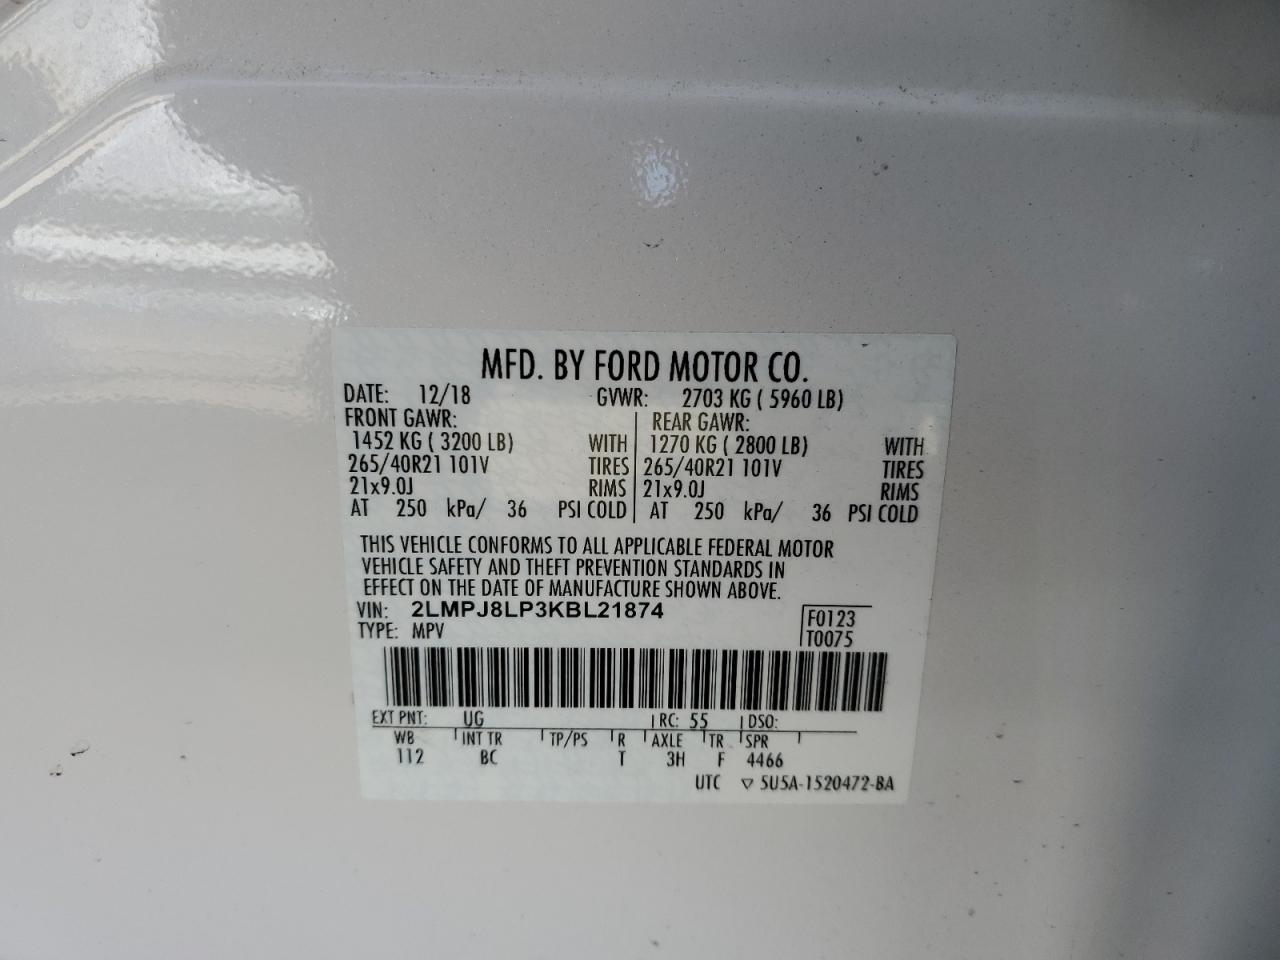 MFD. BY FORD MOTOR CO.
DATE: 12/18 GVWR: 2703 KG ( 5960 LB)
FRONT GAWR: REAR GAWR:
1452 KG ( 3200 LB) WITH 1270 KG ( 2800 LB) WITH
265/40R21 101V TIRES 265/40R21 101V TIRES
21x9.0J RIMS 21x9.0J RIMS
AT 250 kPa/ 36 PSI COLD AT 250 kPa/ 36 PSI COLD
THIS VEHICLE CONFORMS TO ALL APPLICABLE FEDERAL MOTOR
VEHICLE SAFETY AND THEFT PREVENTION STANDARDS IN
EFFECT ON THE DATE OF MANUFACTURE SHOWN ABOVE.
VIN: 2LMPJ8LP3KBL21874 F0123
TYPE: MPV T0075
EXT PNT: UG RC: 55 DSO:
WB INT TR TP/PS R AXLE TR SPR
112 BC T 3H F 4466
UTC ▽ 5U5A-1520472-BA